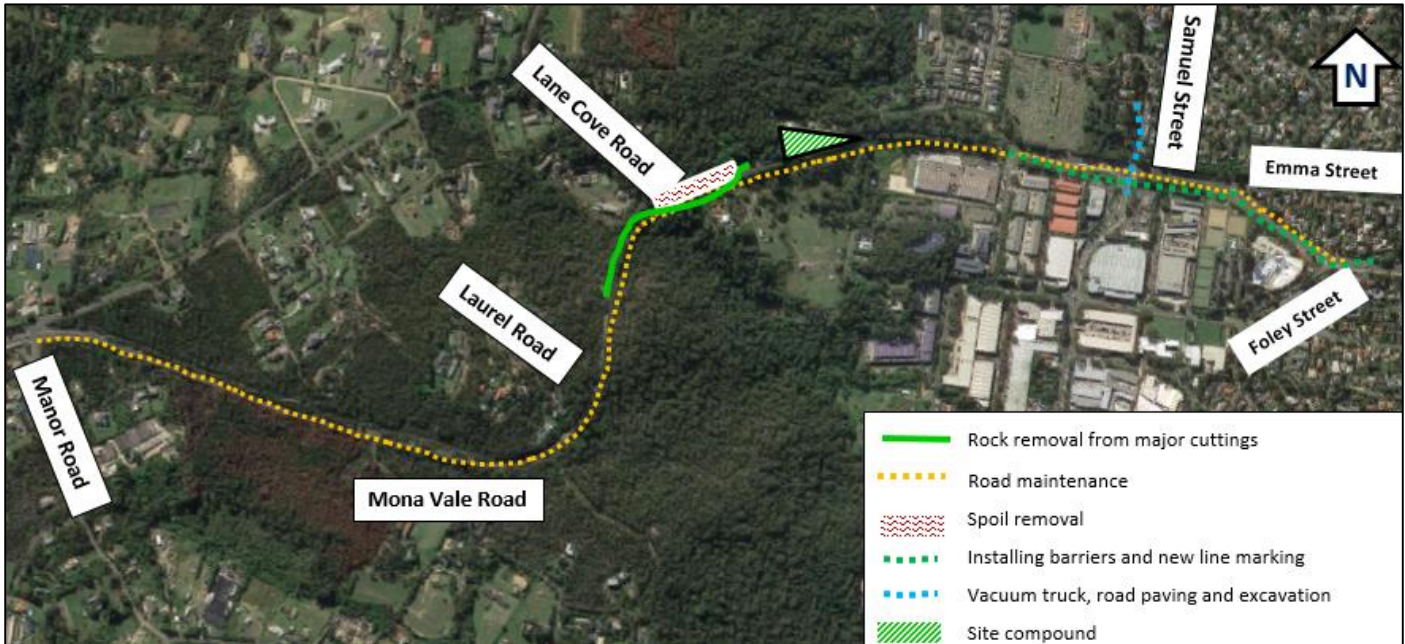 Samuel Street
N
Lane Cove Road
Emma Street
Laurel Road
Foley Street
Manor Road
Mona Vale Road
Rock removal from major cuttings
Road maintenance
Spoil removal
Installing barriers and new line marking
Vacuum truck, road paving and excavation
Site compound